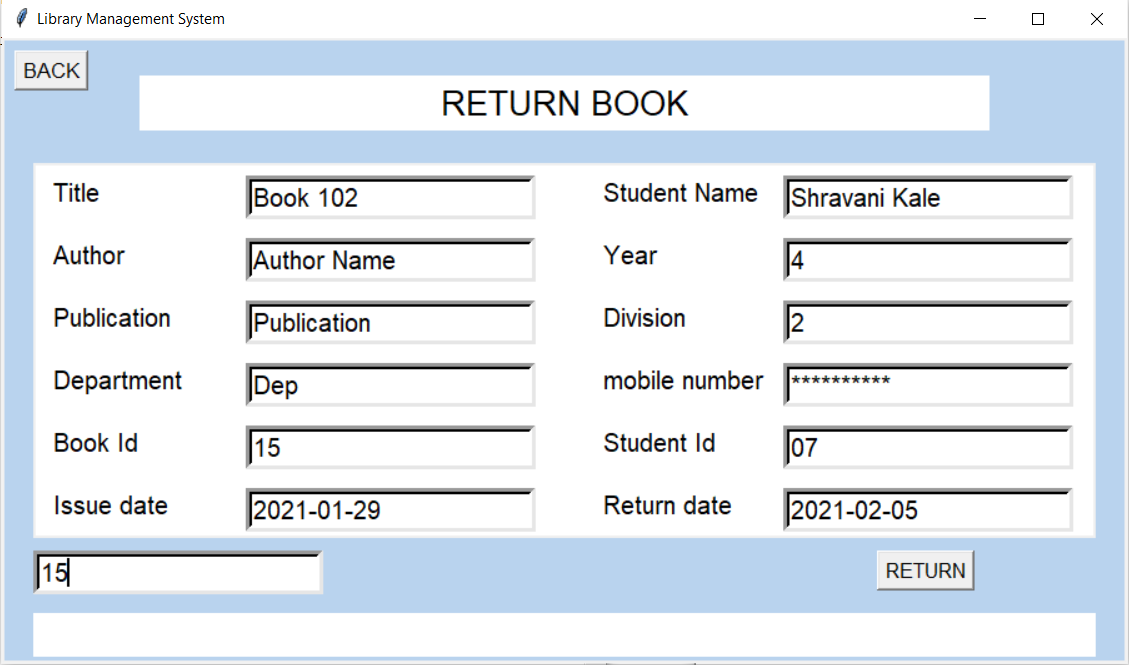 Library Management System
BACK
RETURN BOOK
Title Book 102 Student Name Shravani Kale
Author Author Name Year 4
Publication Publication Division 2
Department Dep mobile number **********
Book Id 15 Student Id 07
Issue date 2021-01-29 Return date 2021-02-05
15 RETURN